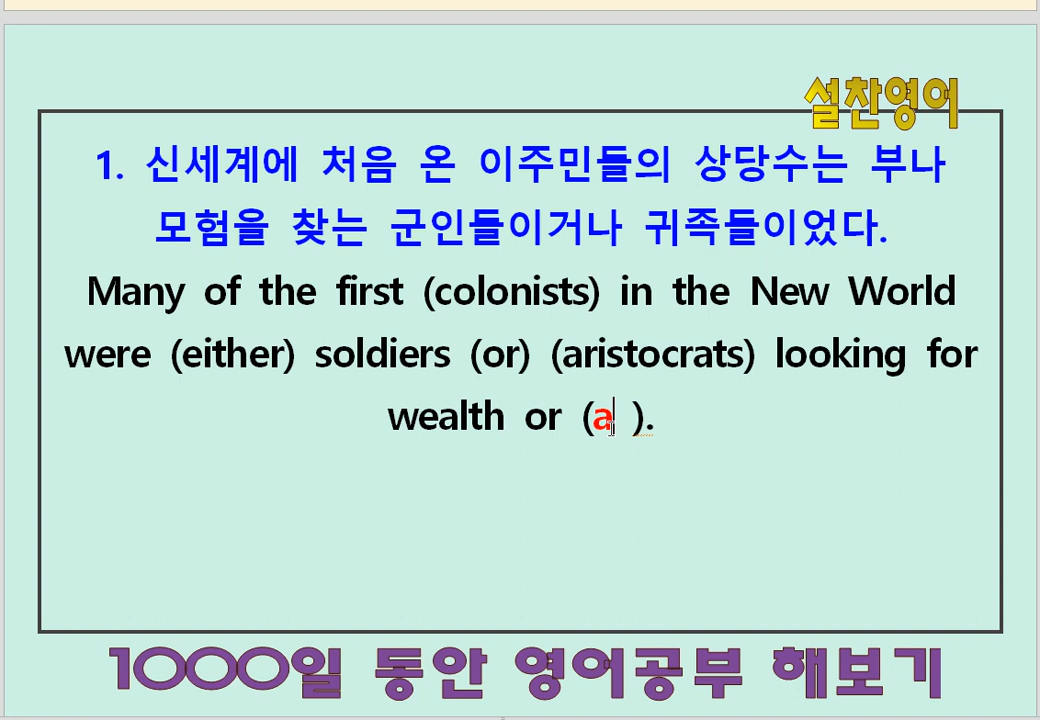 설찬영어
1. 신세계에 처음 온 이주민들의 상당수는 부나
모험을 찾는 군인들이거나 귀족들이었다.
Many of the first (colonists) in the New World
were (either) soldiers (or) (aristocrats) looking for
wealth or (a ).
1000일 동안 영어공부 해보기